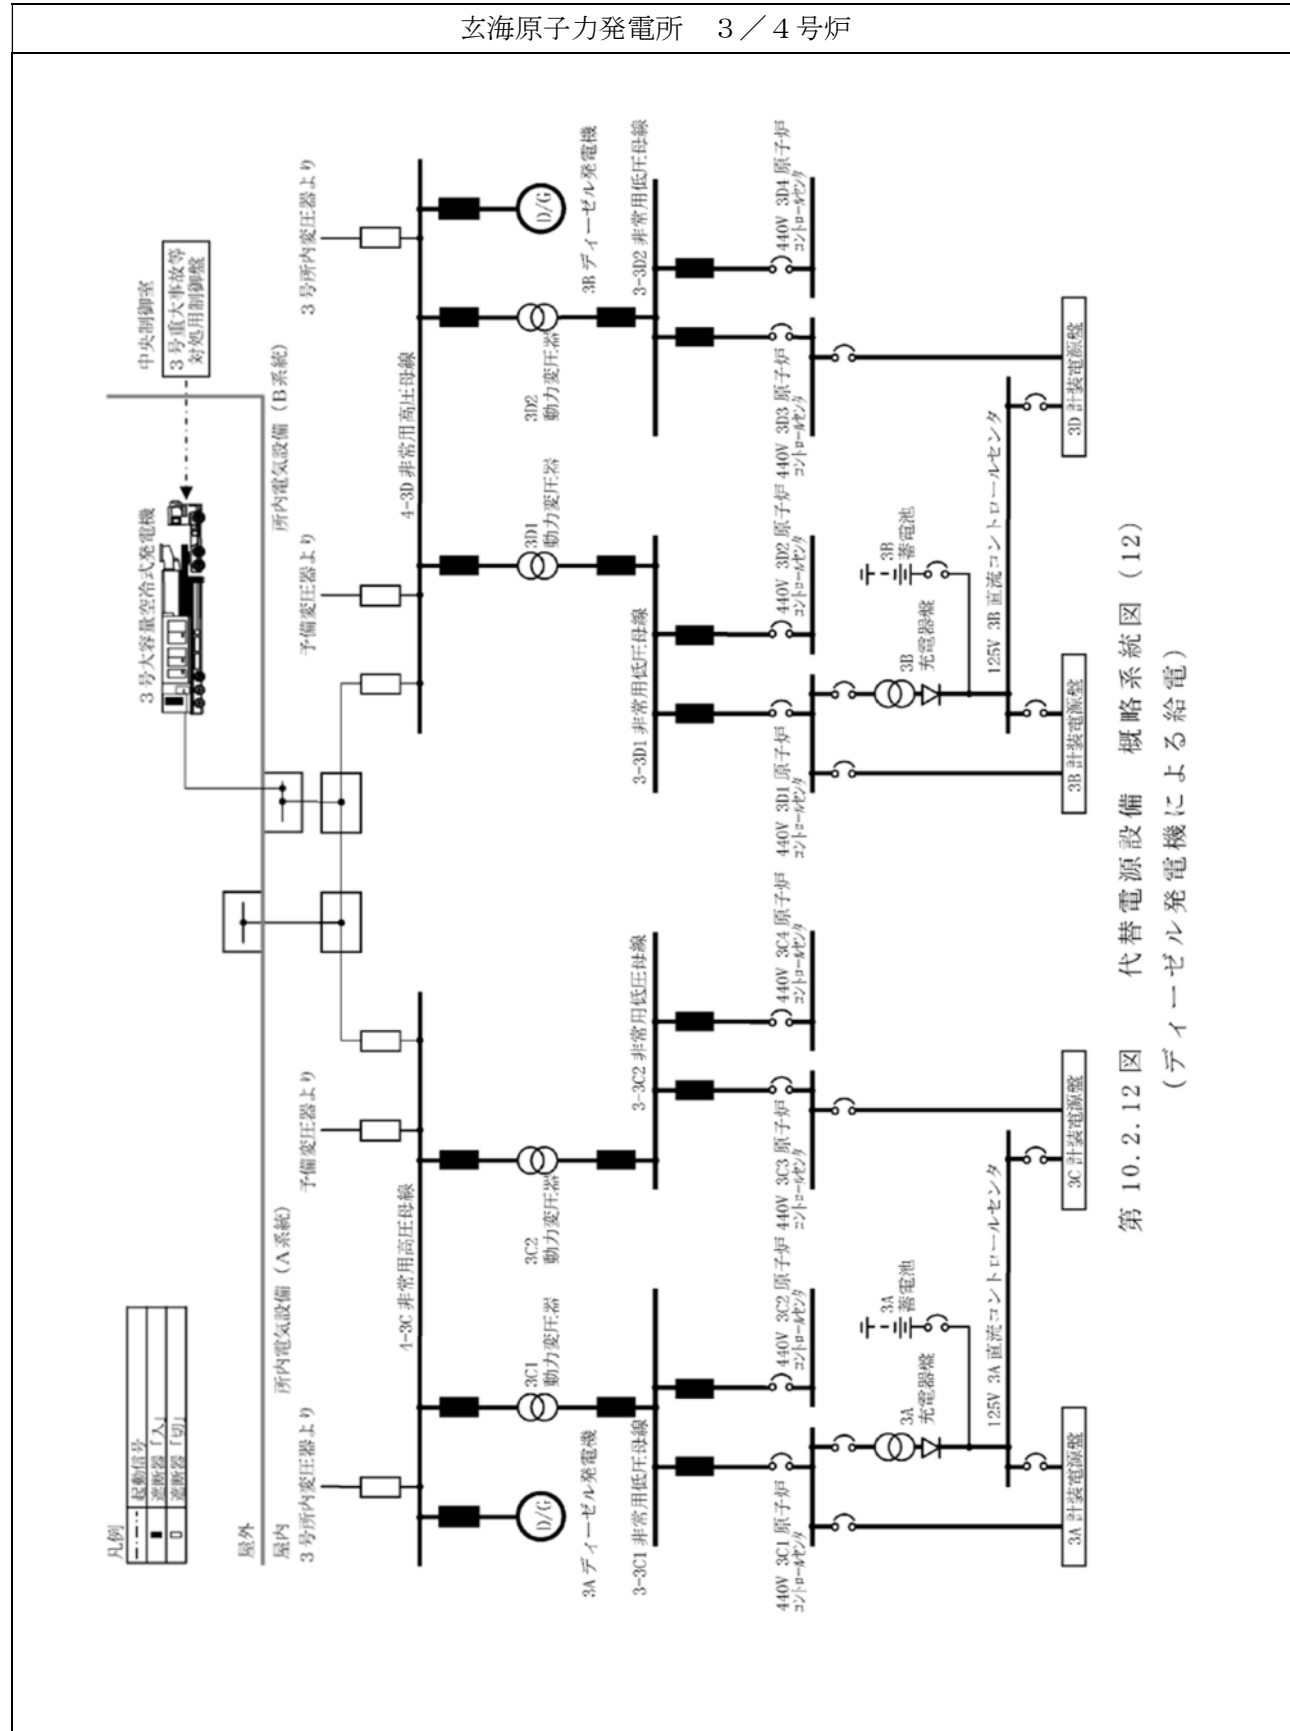 玄海原子力発電所　３／４号炉
凡例
起動信号
遮断器「入」
遮断器「切」
屋外
屋内
中央制御室
3号重大事故等
対処用制御盤
3号大容量空冷式発電機
所内電気設備（A系統）
所内電気設備（B系統）
3号所内変圧器より
予備変圧器より
予備変圧器より
3号所内変圧器より
4-3C 非常用高圧母線
4-3D 非常用高圧母線
D/G
3A ディーゼル発電機
3C1
動力変圧器
3C2
動力変圧器
3D1
動力変圧器
3D2
動力変圧器
D/G
3B ディーゼル発電機
3-3C1 非常用低圧母線
3-3C2 非常用低圧母線
3-3D1 非常用低圧母線
3-3D2 非常用低圧母線
440V 3C1 原子炉
コントロールセンタ
440V 3C2 原子炉
コントロールセンタ
440V 3C3 原子炉
コントロールセンタ
440V 3C4 原子炉
コントロールセンタ
440V 3D1 原子炉
コントロールセンタ
440V 3D2 原子炉
コントロールセンタ
440V 3D3 原子炉
コントロールセンタ
440V 3D4 原子炉
コントロールセンタ
3A
充電器盤
3A
蓄電池
3B
充電器盤
3B
蓄電池
125V 3A 直流コントロールセンタ
125V 3B 直流コントロールセンタ
3A 計装電源盤
3C 計装電源盤
3B 計装電源盤
3D 計装電源盤
第 10.2.12 図　代替電源設備　概略系統図（12）
（ディーゼル発電機による給電）